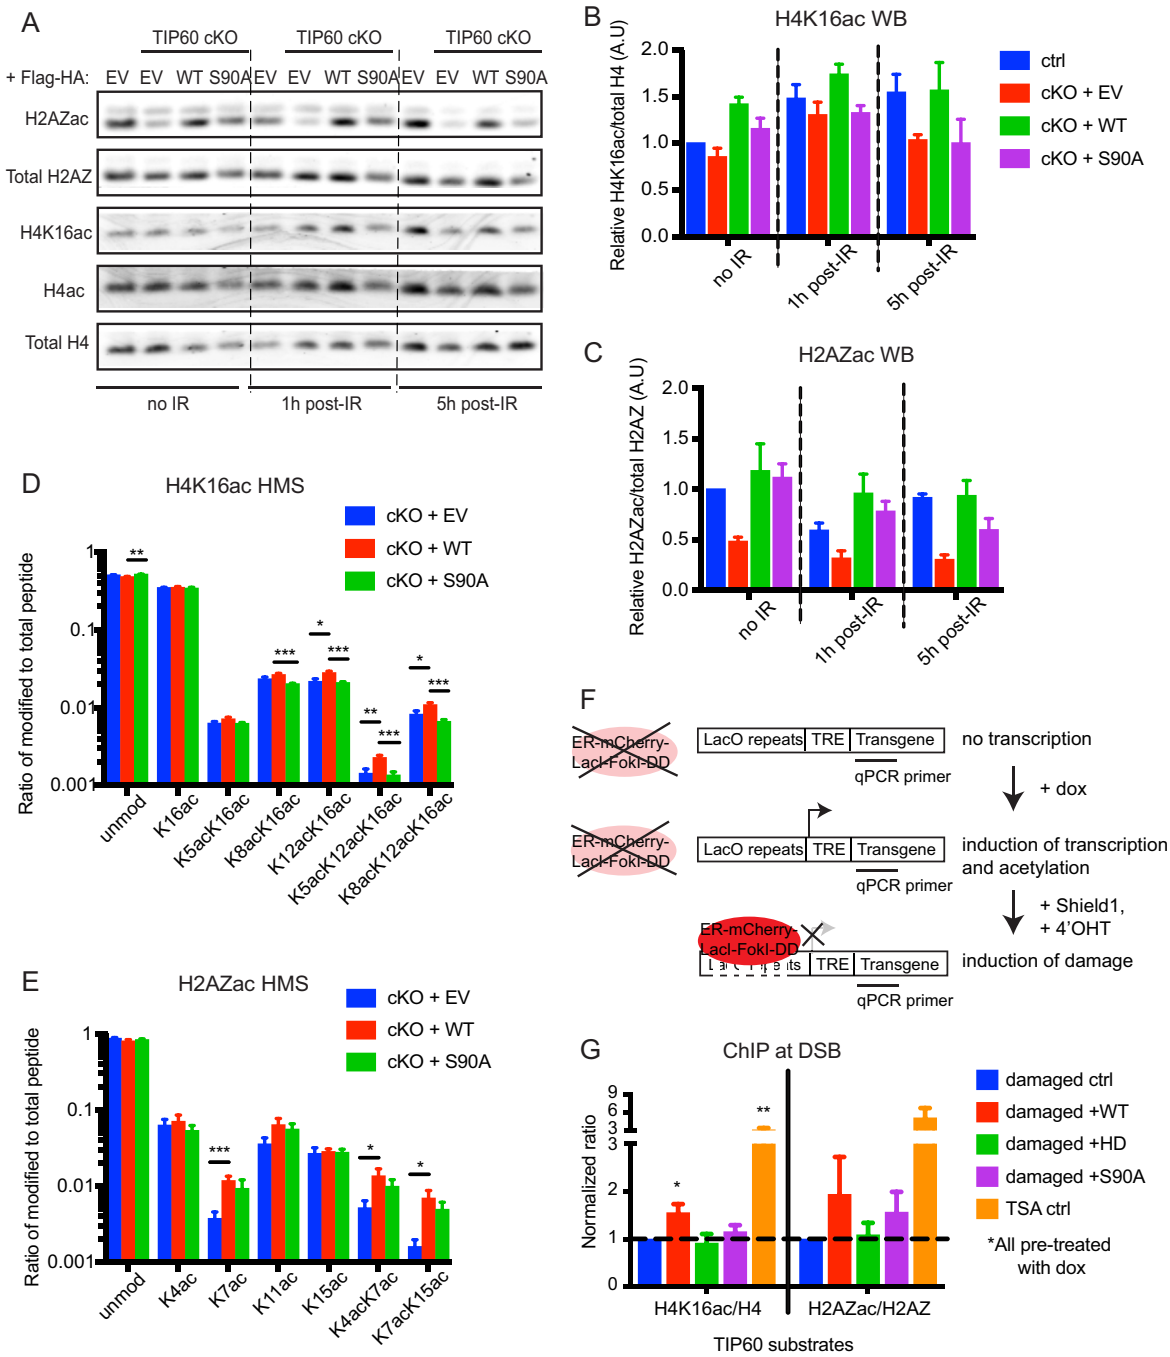 A
TIP60 cKO TIP60 cKO TIP60 cKO
+ Flag-HA: EV EV WT S90A EV EV WT S90A EV EV WT S90A
H2AZac
Total H2AZ
H4K16ac
H4ac
Total H4
no IR 1h post-IR 5h post-IR
B
H4K16ac WB
Relative H4K16ac/total H4 (A.U)
2.0
1.5
1.0
0.5
0.0
no IR
1h post-IR
5h post-IR
ctrl
cKO + EV
cKO + WT
cKO + S90A
C
H2AZac WB
Relative H2AZac/total H2AZ (A.U)
2.0
1.5
1.0
0.5
0.0
no IR
1h post-IR
5h post-IR
D
H4K16ac HMS
cKO + EV
cKO + WT
cKO + S90A
Ratio of modified to total peptide
1
0.1
0.01
0.001
**
***
*
***
**
***
*
***
unmod
K16ac
K5acK16ac
K8acK16ac
K12acK16ac
K5acK12acK16ac
K8acK12acK16ac
E
H2AZac HMS
cKO + EV
cKO + WT
cKO + S90A
Ratio of modified to total peptide
1
0.1
0.01
0.001
***
*
*
unmod
K4ac
K7ac
K11ac
K15ac
K4acK7ac
K7acK15ac
F
ER-mCherry-
LacI-FokI-DD
LacO repeats TRE Transgene
qPCR primer
no transcription
+ dox
ER-mCherry-
LacI-FokI-DD
LacO repeats TRE Transgene
qPCR primer
induction of transcription
and acetylation
+ Shield1,
+ 4'OHT
ER-mCherry-
LacI-FokI-DD
LacO repeats TRE Transgene
qPCR primer
induction of damage
G
ChIP at DSB
Normalized ratio
9
6
3
3
2
1
0
*
**
H4K16ac/H4 H2AZac/H2AZ
TIP60 substrates
damaged ctrl
damaged +WT
damaged +HD
damaged +S90A
TSA ctrl
*All pre-treated
with dox